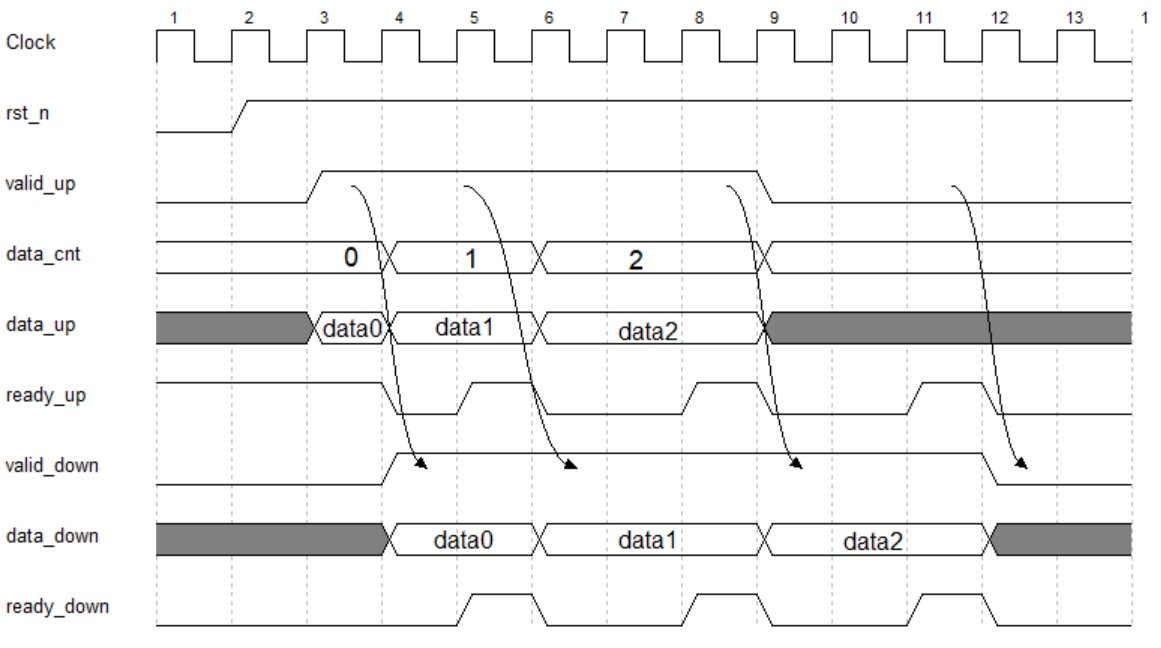 1 2 3 4 5 6 7 8 9 10 11 12 13 1
Clock
rst_n
valid_up
data_cnt 0 1 2
data_up data0 data1 data2
ready_up
valid_down
data_down data0 data1 data2
ready_down